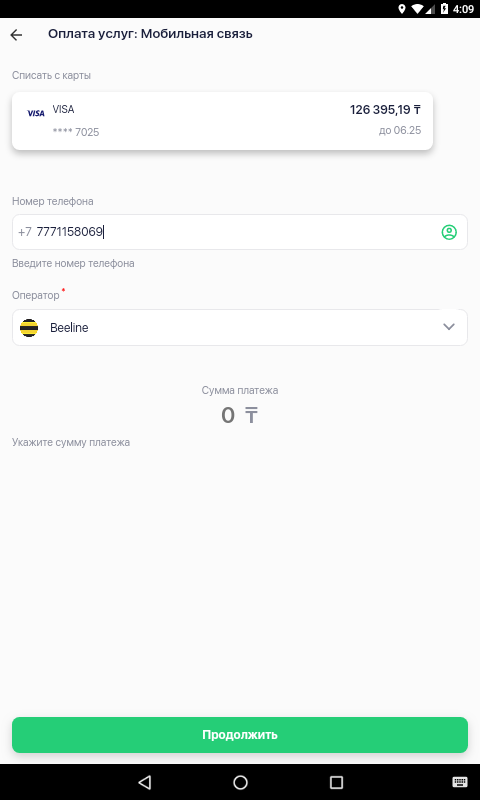 4:09
Оплата услуг: Мобильная связь
Списать с карты
VISA VISA 126 395,19 ₸
**** 7025 до 06.25
Номер телефона
+7 7771158069
Введите номер телефона
Оператор *
Beeline
Сумма платежа
0 ₸
Укажите сумму платежа
Продолжить